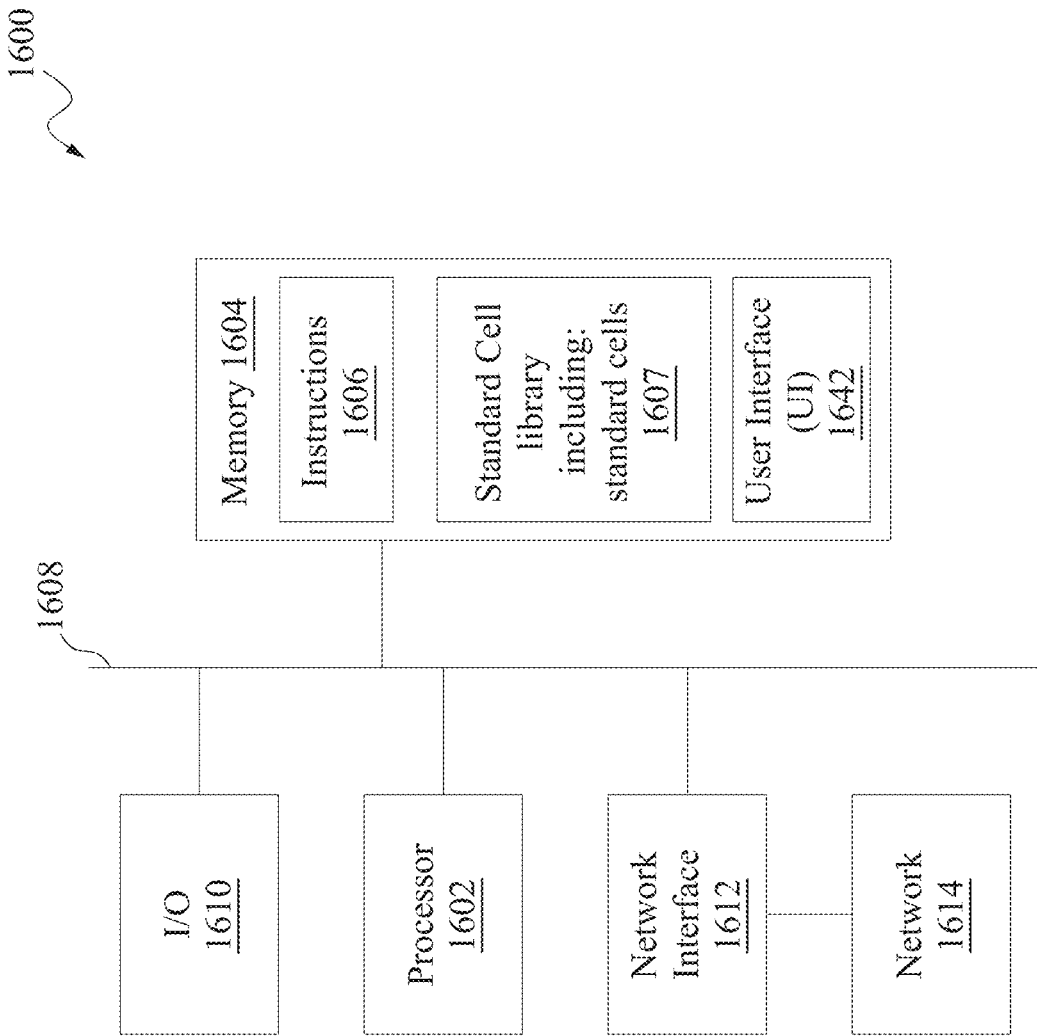 1600
1608
I/O
1610
Processor
1602
Network
Interface
1612
Network
1614
Memory 1604
Instructions
1606
Standard Cell
library
including:
standard cells
1607
User Interface
(UI)
1642